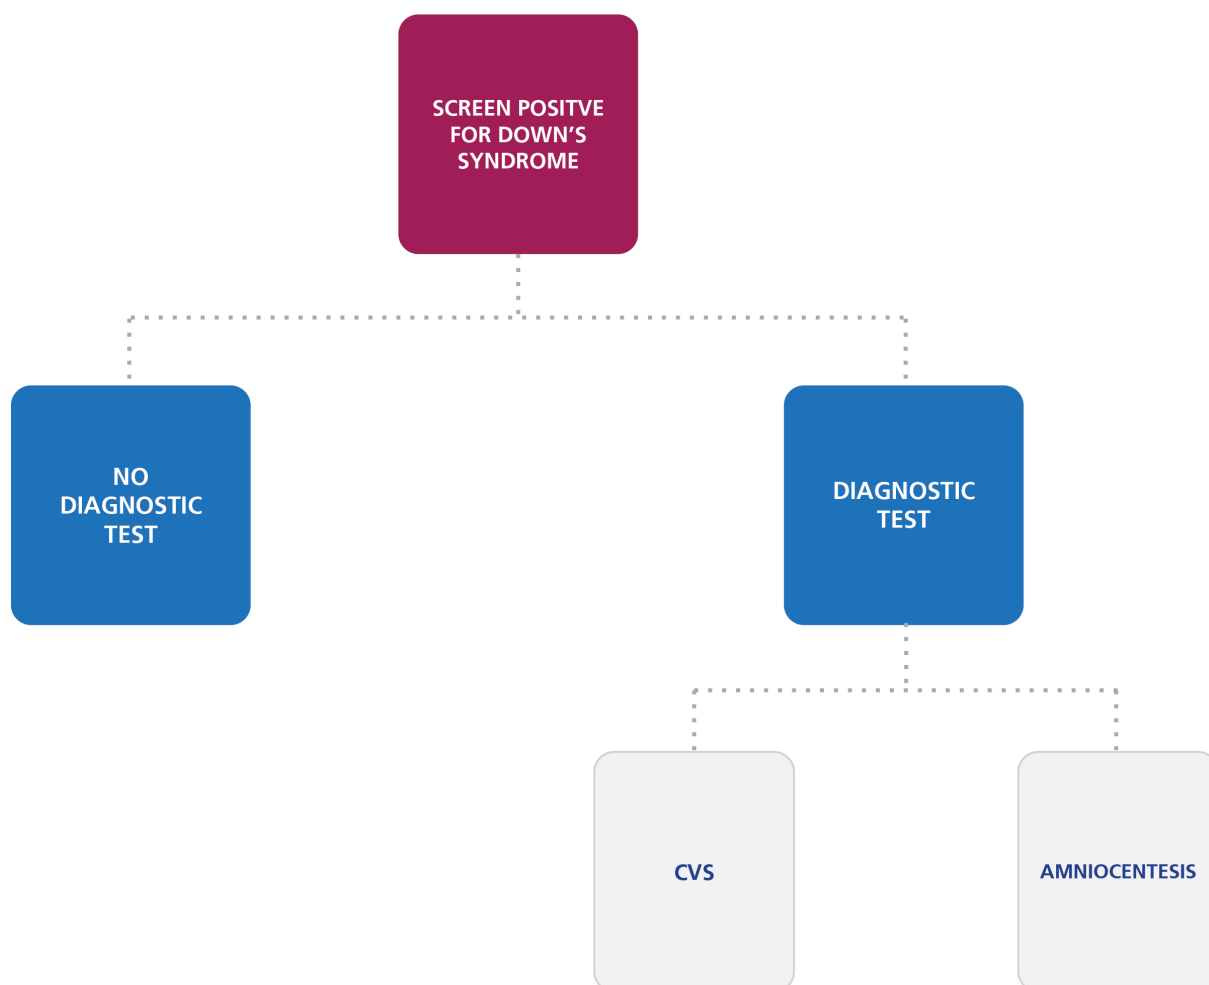 SCREEN POSITVE
FOR DOWN'S
SYNDROME
NO
DIAGNOSTIC
TEST
DIAGNOSTIC
TEST
CVS
AMNIOCENTESIS